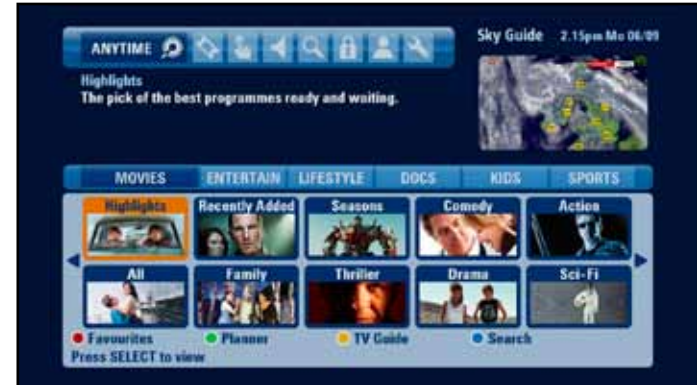 ANYTIME
Sky Guide 2.15pm Mo 06/09
Highlights
The pick of the best programmes ready and waiting.
MOVIES ENTERTAIN LIFESTYLE DOCS KIDS SPORTS
Highlights Recently Added Seasons Comedy Action
All Family Thriller Drama Sci-Fi
Favourites Planner TV Guide Search
Press SELECT to view